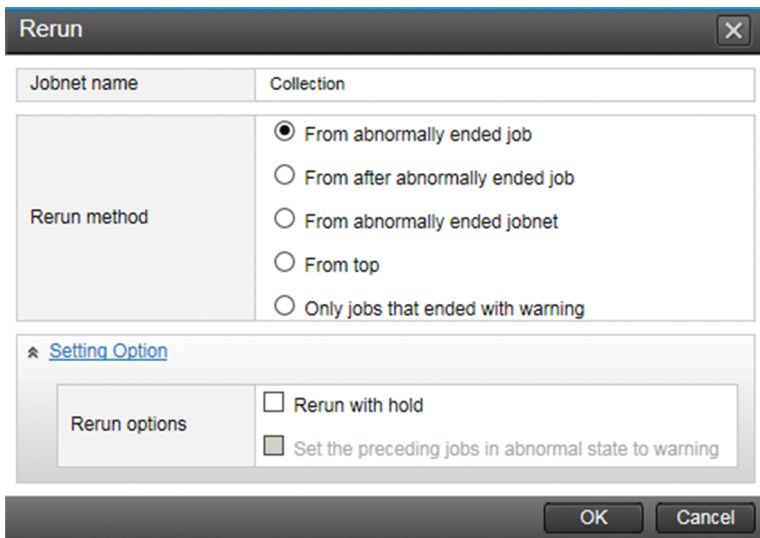 Rerun
Jobnet name
Collection
Rerun method
From abnormally ended job
From after abnormally ended job
From abnormally ended jobnet
From top
Only jobs that ended with warning
Setting Option
Rerun options
Rerun with hold
Set the preceding jobs in abnormal state to warning
OK
Cancel